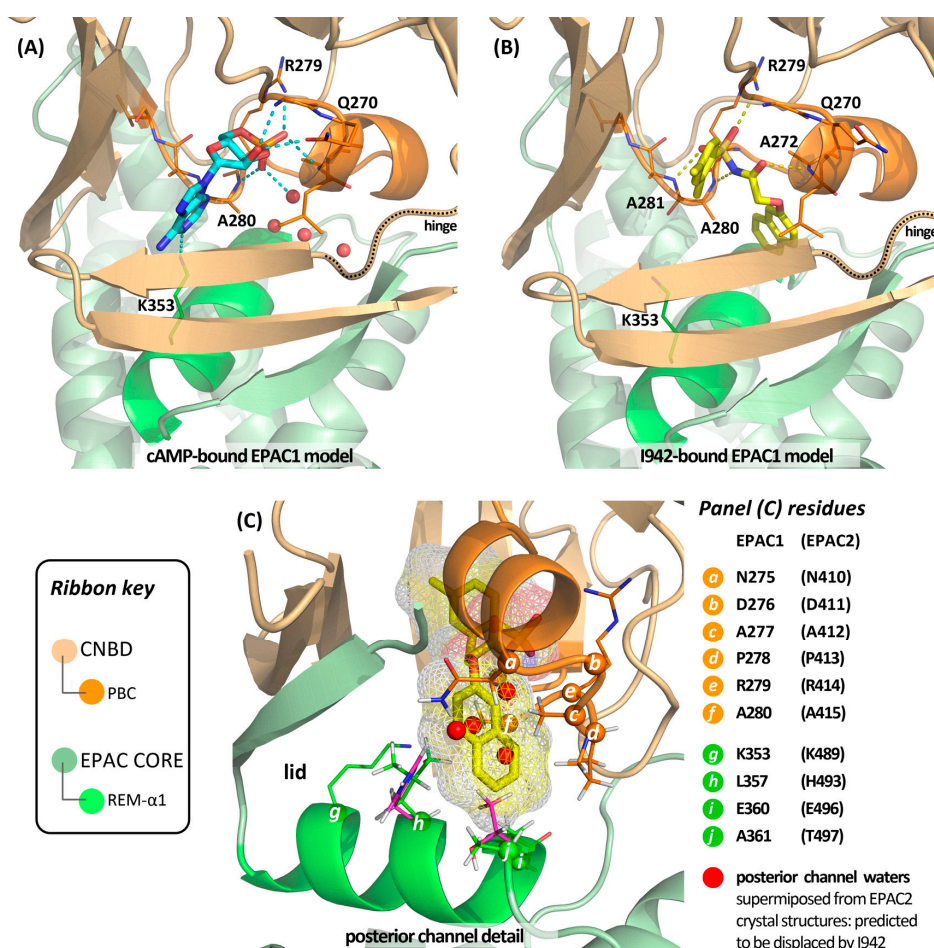 (A)
R279
Q270
A280
hinge
K353
cAMP-bound EPAC1 model
(B)
R279
Q270
A272
A281
A280
hinge
K353
I942-bound EPAC1 model
Ribbon key
CNBD
PBC
EPAC CORE
REM-α1
(C)
a
b
e
c
f
d
lid
g
h
j
i
posterior channel detail
Panel (C) residues
EPAC1 (EPAC2)
a N275 (N410)
b D276 (D411)
c A277 (A412)
d P278 (P413)
e R279 (R414)
f A280 (A415)
g K353 (K489)
h L357 (H493)
i E360 (E496)
j A361 (T497)
posterior channel waters
supermiposed from EPAC2
crystal structures: predicted
to be displaced by I942